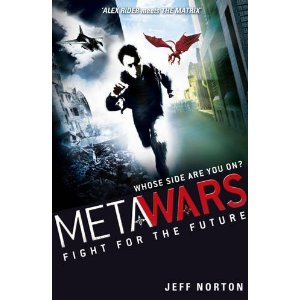 'ALEX RIDER meets THE MATRIX'
WHOSE SIDE ARE YOU ON?
METAWARS
FIGHT FOR THE FUTURE
JEFF NORTON